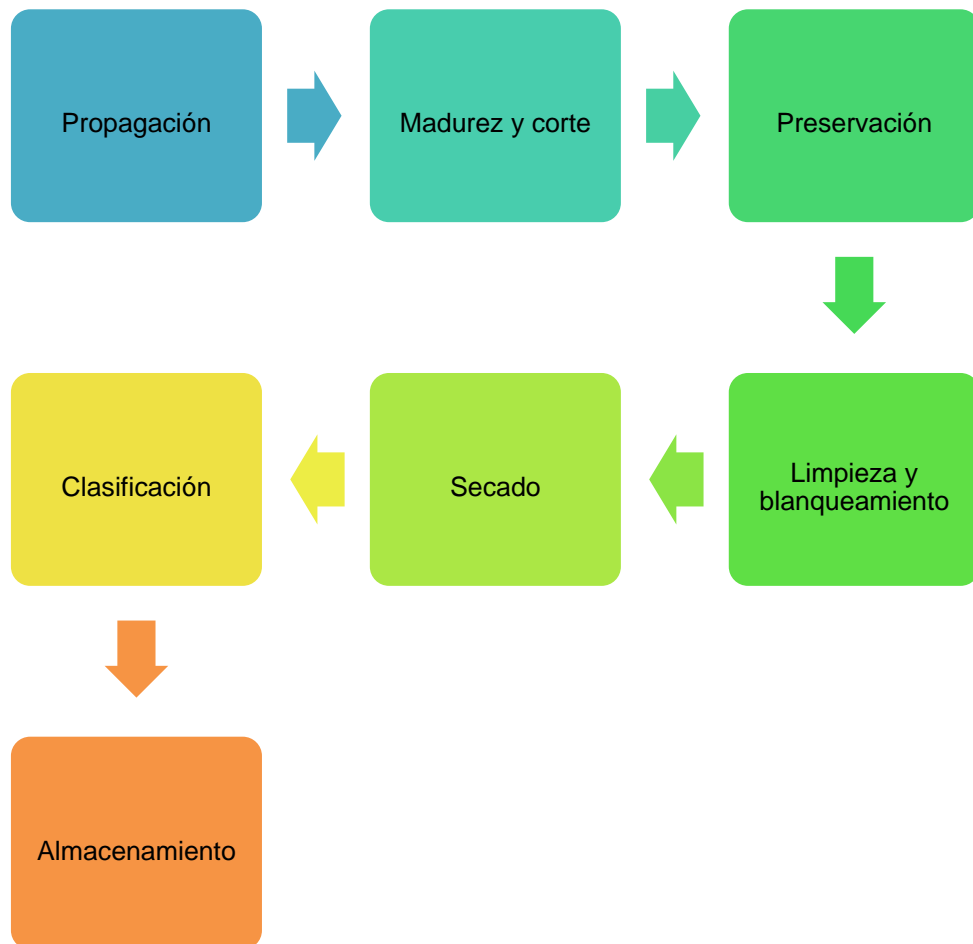 Propagación
Madurez y corte
Preservación
Limpieza y
blanqueamiento
Secado
Clasificación
Almacenamiento